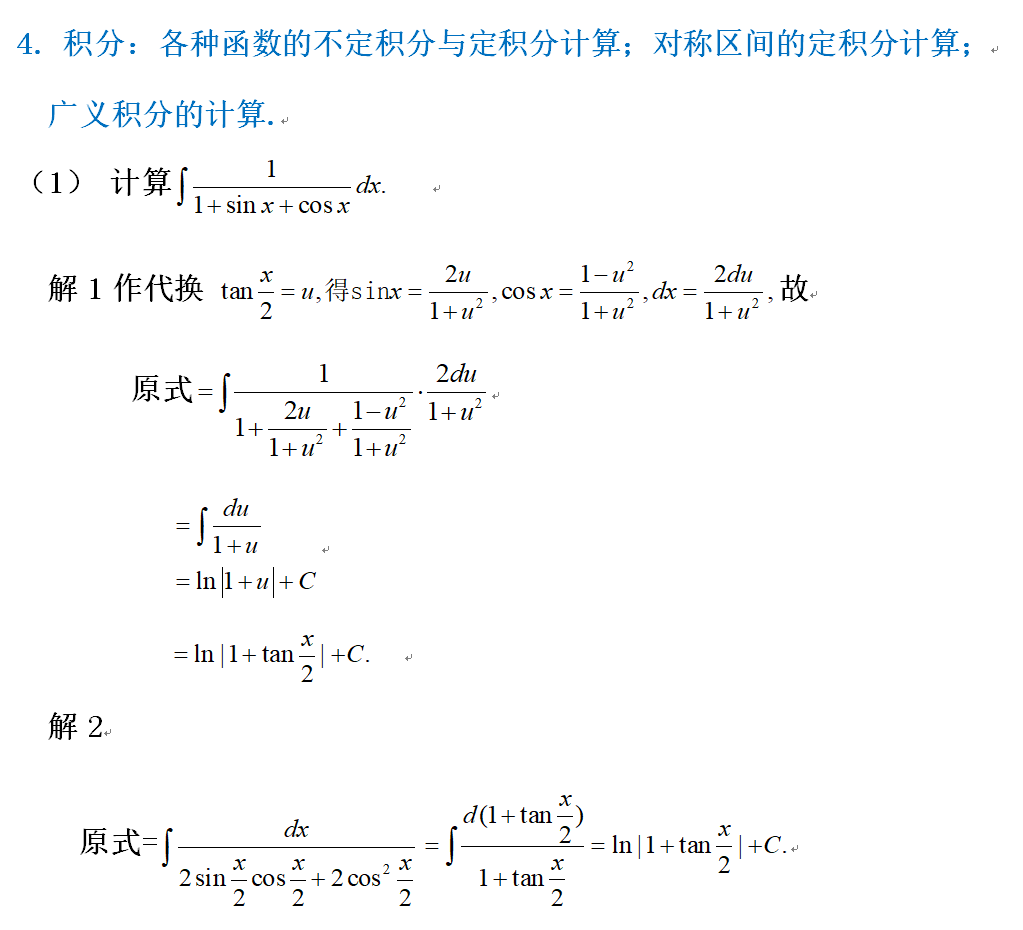 4. 积分：各种函数的不定积分与定积分计算；对称区间的定积分计算；
广义积分的计算.
（1） 计算∫ 1/(1+sin x+cos x) dx.
解 1 作代换 tan x/2 = u,得sinx = 2u/(1+u²), cos x = (1−u²)/(1+u²), dx = 2du/(1+u²), 故
原式 = ∫ 1/(1+ 2u/(1+u²) + (1−u²)/(1+u²)) · 2du/(1+u²)
= ∫ du/(1+u)
= ln|1+u|+C
= ln|1+tan x/2|+C.
解 2
原式=∫ dx/(2 sin x/2 cos x/2 + 2 cos² x/2) = ∫ d(1+tan x/2)/(1+tan x/2) = ln|1+tan x/2|+C.